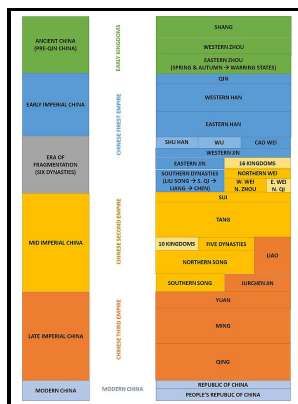 ANCIENT CHINA
(PRE-QIN CHINA)
EARLY IMPERIAL CHINA
ERA OF
FRAGMENTATION
(SIX DYNASTIES)
MID IMPERIAL CHINA
LATE IMPERIAL CHINA
MODERN CHINA
EARLY KINGDOMS
CHINESE FIREST EMPIRE
CHINESE SECOND EMPIRE
CHINESE THIRD EMPIRE
MODERN CHINA
SHANG
WESTERN ZHOU
EASTERN ZHOU
(SPRING & AUTUMN → WARRING STATES)
QIN
WESTERN HAN
EASTERN HAN
SHU HAN WU CAO WEI
WESTERN JIN
EASTERN JIN 16 KINGDOMS
SOUTHERN DYNASTIES
(LIU SONG → S. QI →
LIANG → CHEN)
NORTHERN WEI
W. WEI E. WEI
N. ZHOU N. QI
SUI
TANG
10 KINGDOMS FIVE DYNASTIES
LIAO
NORTHERN SONG
SOUTHERN SONG JURCHEN JIN
YUAN
MING
QING
REPUBLIC OF CHINA
PEOPLE'S REPUBLIC OF CHINA